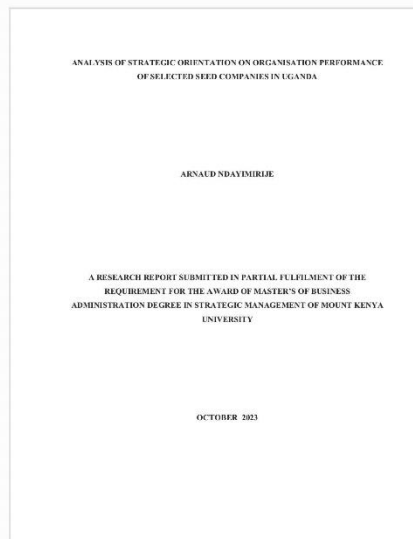 ANALYSIS OF STRATEGIC ORIENTATION ON ORGANISATION PERFORMANCE
OF SELECTED SEED COMPANIES IN UGANDA
ARNAUD NDAYIMIRIJE
A RESEARCH REPORT SUBMITTED IN PARTIAL FULFILMENT OF THE
REQUIREMENT FOR THE AWARD OF MASTER'S OF BUSINESS
ADMINISTRATION DEGREE IN STRATEGIC MANAGEMENT OF MOUNT KENYA
UNIVERSITY
OCTOBER 2023